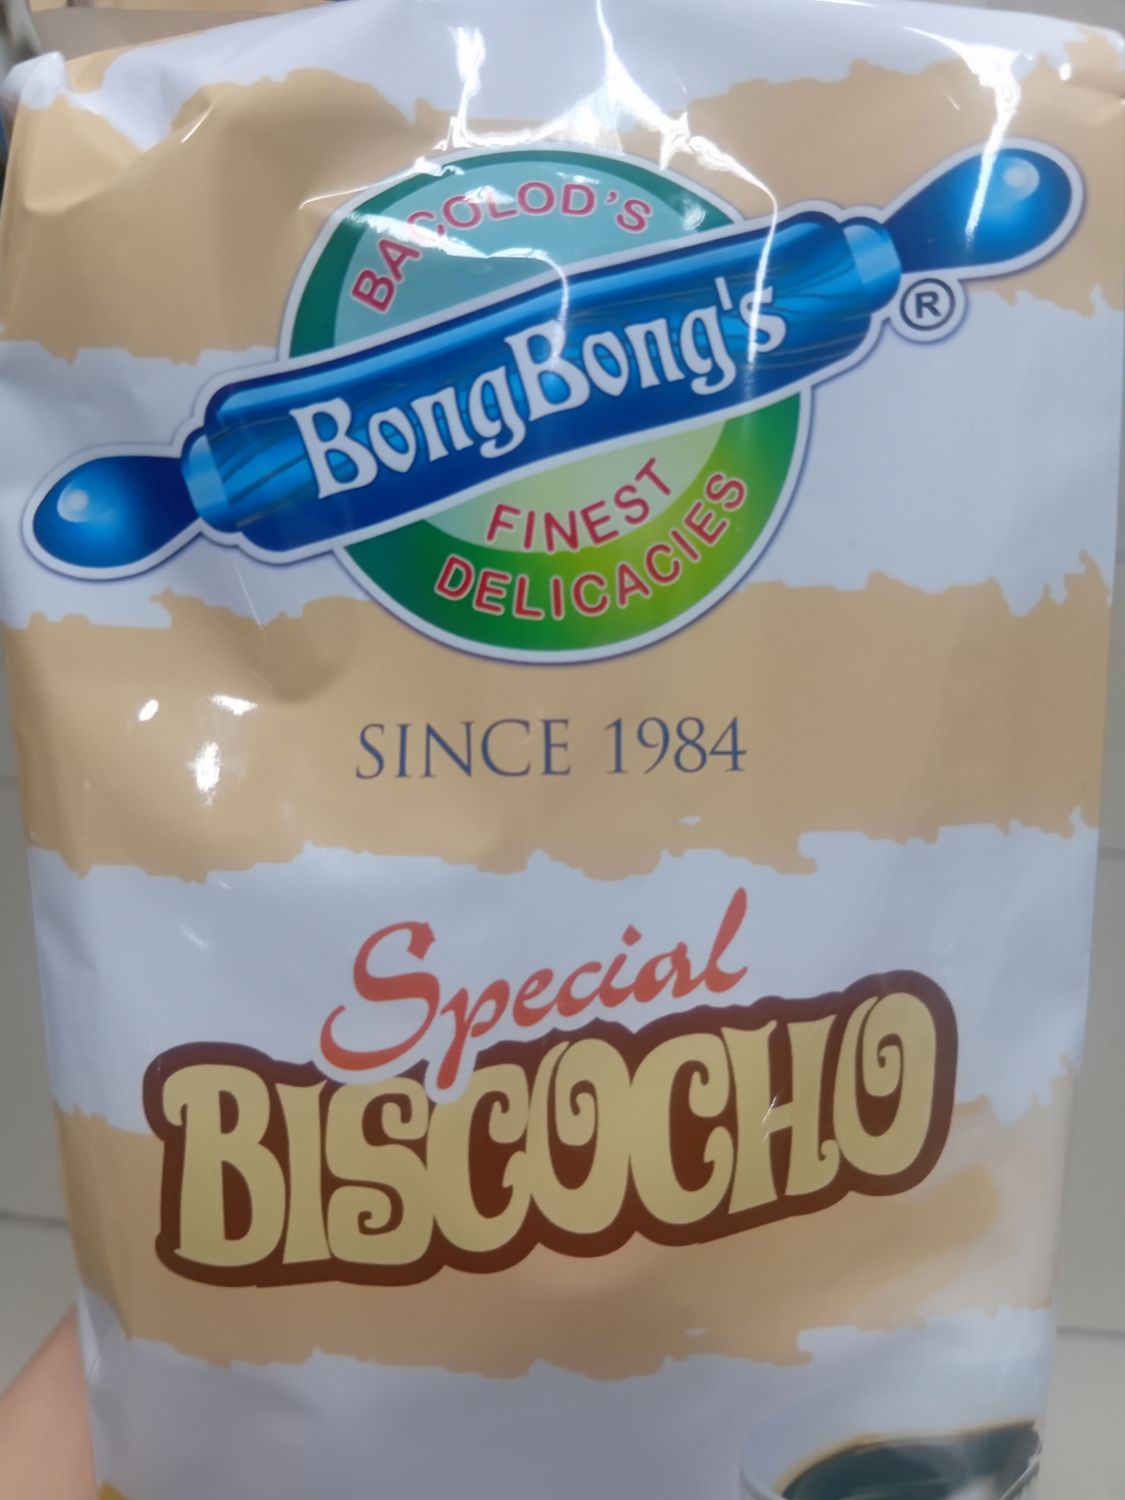 BACOLOD'S
BongBong's
®
FINEST
DELICACIES
SINCE 1984
Special
BISCOCHO